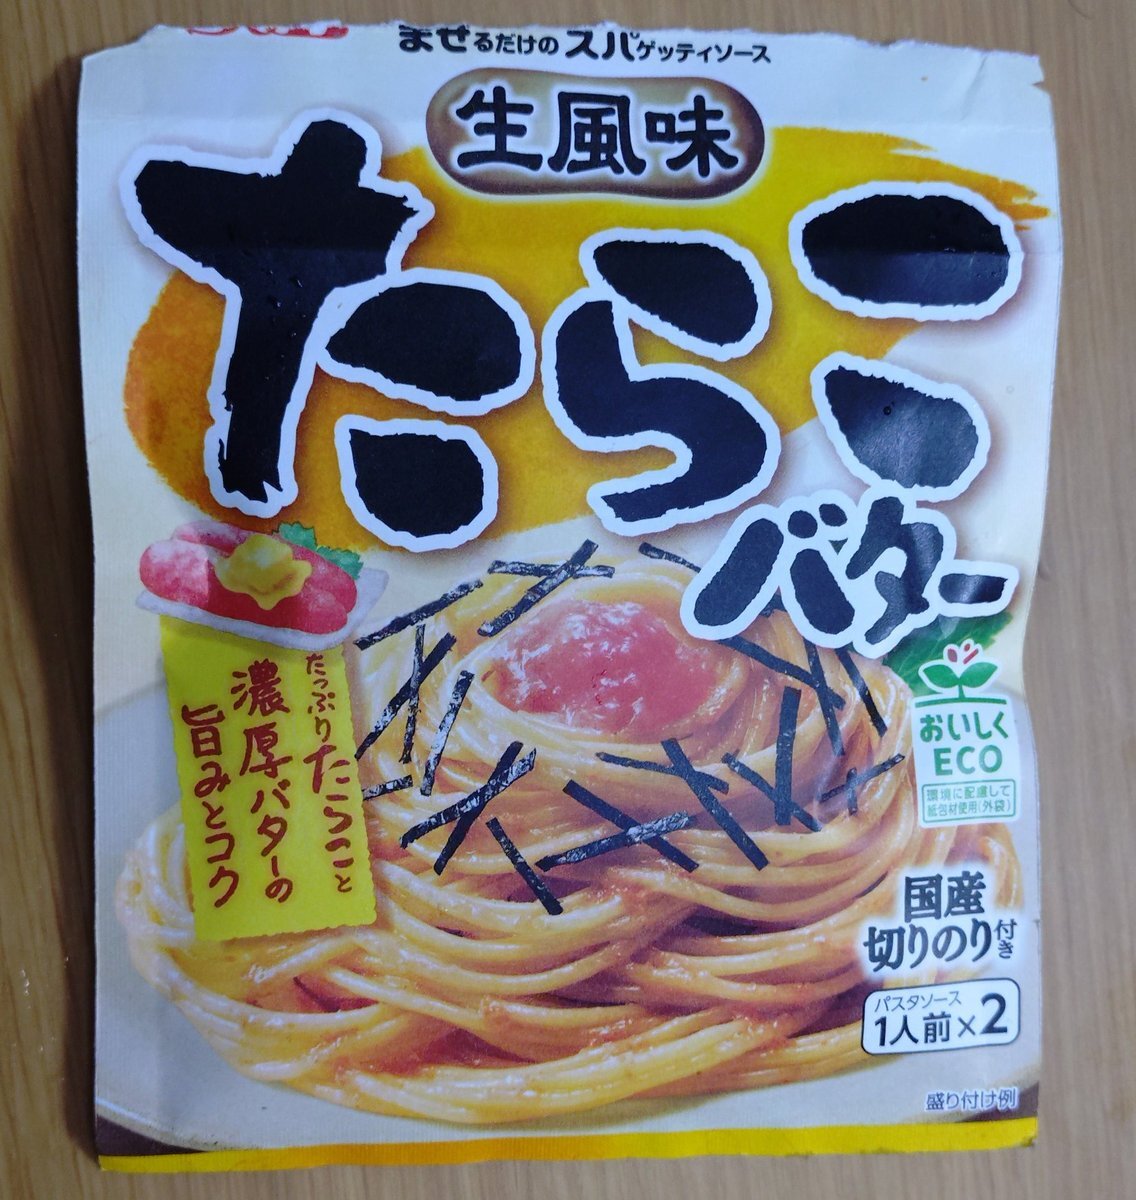 まぜるだけのスパゲッティソース
生風味
たらこ
バター
たっぷりたらこと
濃厚バターの
旨みとコク
おいしく
ECO
環境に配慮して
紙包材使用(外袋)
国産
切りのり付き
パスタソース
1人前×2
盛り付け例